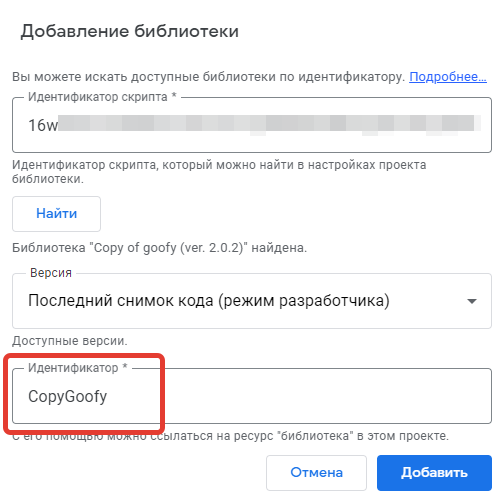 Добавление библиотеки
Вы можете искать доступные библиотеки по идентификатору. Подробнее…
Идентификатор скрипта *
16w
Идентификатор скрипта, который можно найти в настройках проекта
библиотеки.
Найти
Библиотека "Copy of goofy (ver. 2.0.2)" найдена.
Версия
Последний снимок кода (режим разработчика)
Доступные версии.
Идентификатор *
CopyGoofy
С его помощью можно ссылаться на ресурс "библиотека" в этом проекте.
Отмена
Добавить